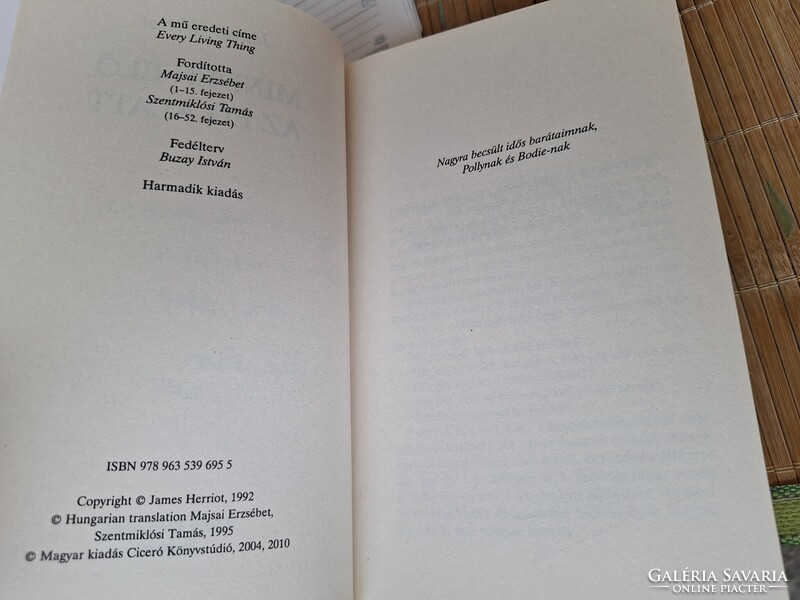 A mű eredeti címe
Every Living Thing
Fordította
Majsai Erzsébet
(1–15. fejezet)
Szentmiklósi Tamás
(16–52. fejezet)
Fedélterv
Buzay István
Harmadik kiadás
ISBN 978 963 539 695 5
Copyright © James Herriot, 1992
© Hungarian translation Majsai Erzsébet,
Szentmiklósi Tamás, 1995
© Magyar kiadás Ciceró Könyvstúdió, 2004, 2010
Nagyra becsült idős barátaimnak,
Pollynak és Bodie-nak
GALÉRIA SAVARIA
ONLINE PIACTÉR